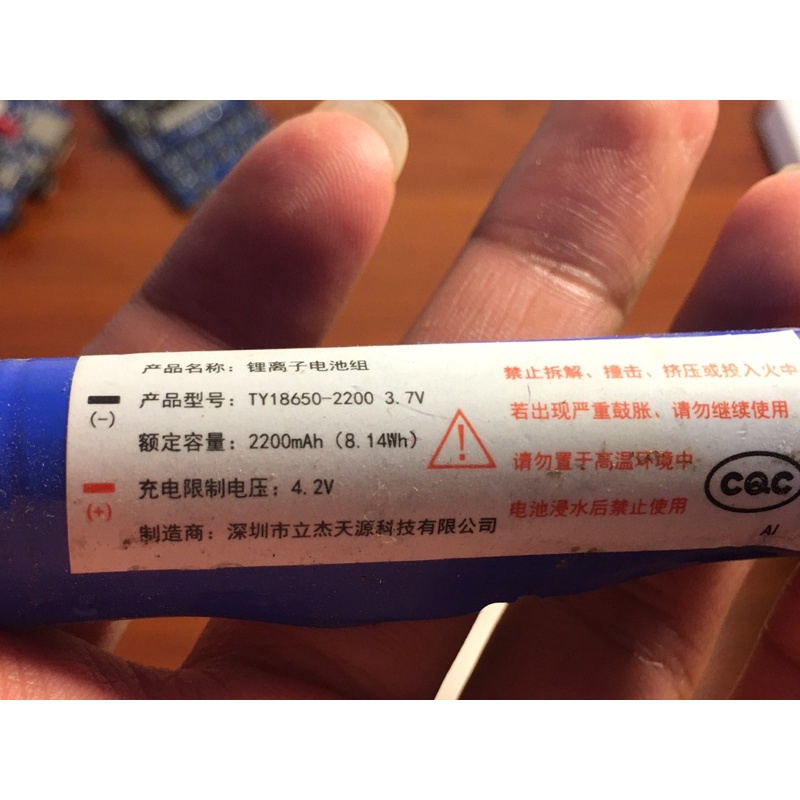 产品名称：锂离子电池组
(-)
产品型号：TY18650-2200 3.7V
额定容量：2200mAh（8.14Wh）
(+)
充电限制电压：4.2V
制造商：深圳市立杰天源科技有限公司
禁止拆解、撞击、挤压或投入火中
若出现严重鼓胀、请勿继续使用
!
请勿置于高温环境中
电池浸水后禁止使用
CQC